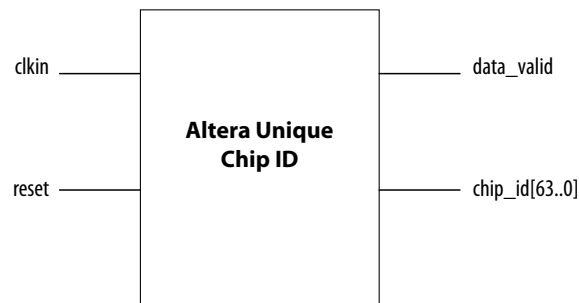 clkin
data_valid
Altera Unique
Chip ID
reset
chip_id[63..0]